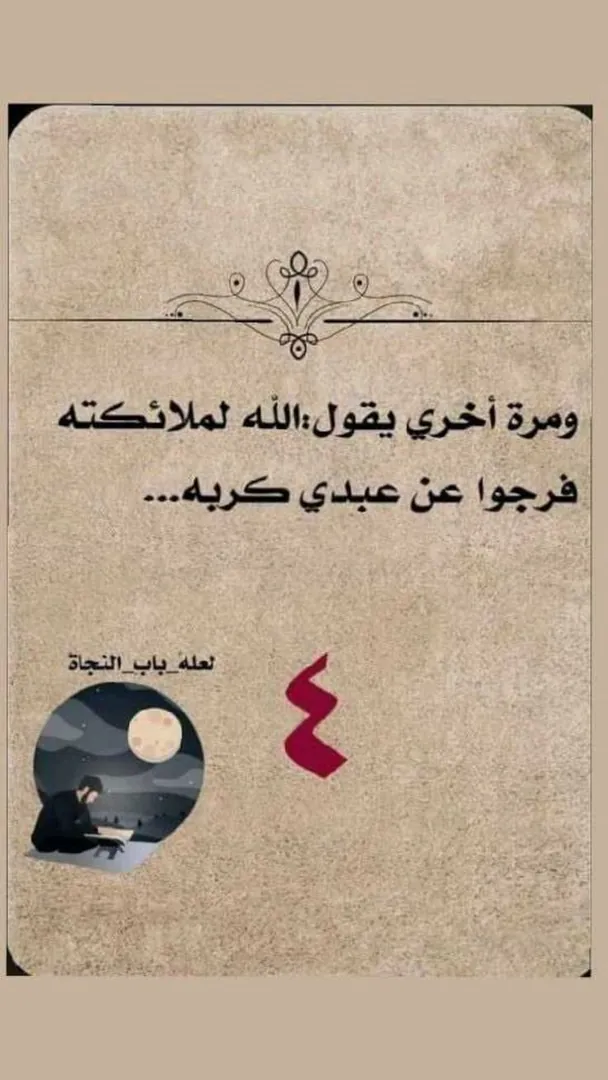 ومرة أخري يقول:الله لملائكته
فرجوا عن عبدي كربه...
لعله_باب_النجاة
٤